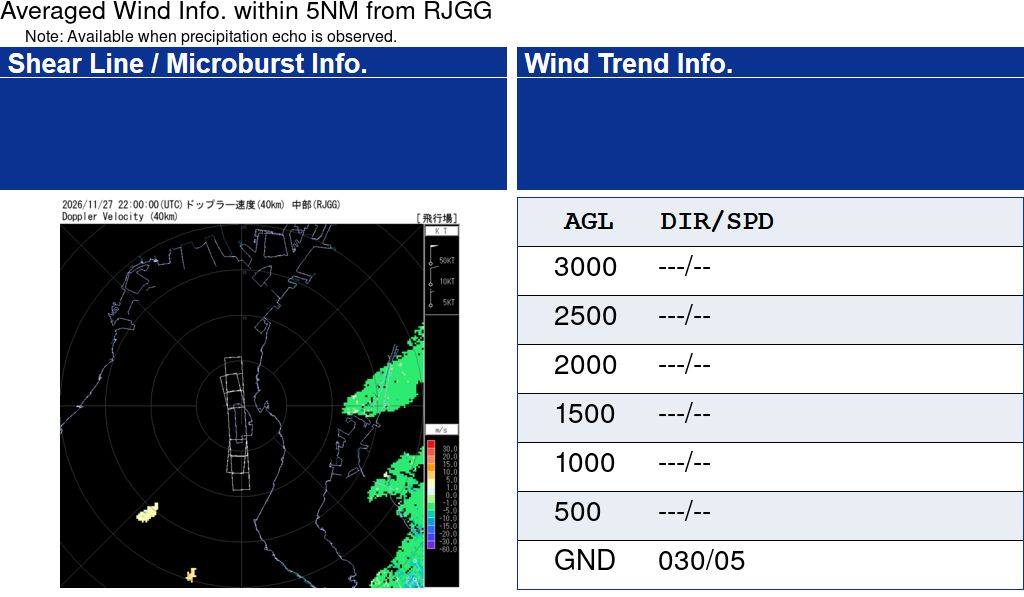 Averaged Wind Info. within 5NM from RJGG
Note: Available when precipitation echo is observed.
Shear Line / Microburst Info.
Wind Trend Info.
2026/11/27 22:00:00(UTC) ドップラー速度(40km) 中部(RJGG)
Doppler Velocity (40km)
[飛行場]
K T
50KT
10KT
5KT
m/s
30.0
20.0
15.0
10.0
5.0
1.0
0.0
-1.0
-5.0
-10.0
-15.0
-20.0
-30.0
-60.0
AGL DIR/SPD
3000 ---/--
2500 ---/--
2000 ---/--
1500 ---/--
1000 ---/--
500 ---/--
GND 030/05